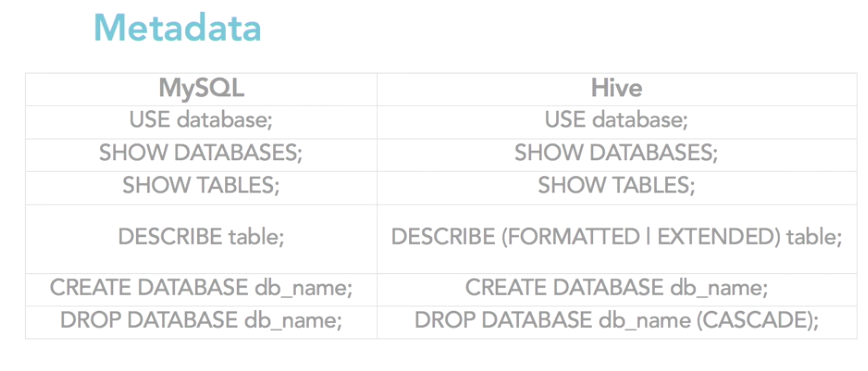 Metadata
MySQL Hive
USE database; USE database;
SHOW DATABASES; SHOW DATABASES;
SHOW TABLES; SHOW TABLES;
DESCRIBE table; DESCRIBE (FORMATTED | EXTENDED) table;
CREATE DATABASE db_name; CREATE DATABASE db_name;
DROP DATABASE db_name; DROP DATABASE db_name (CASCADE);